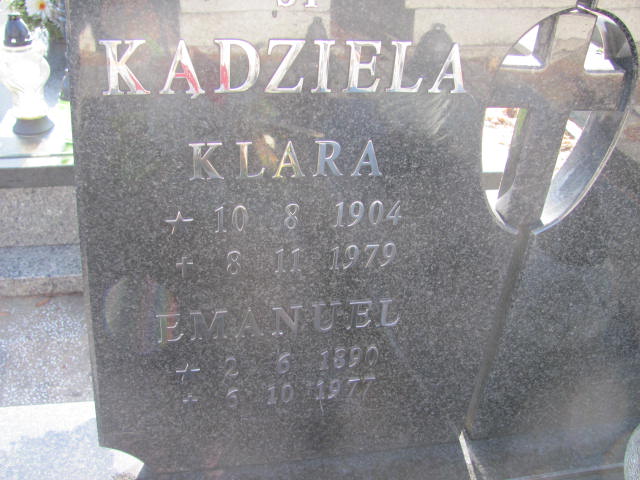 KĄDZIELA
KLARA
* 10 8 1904
+ 8 11 1979
EMANUEL
* 2 6 1890
+ 6 10 1977